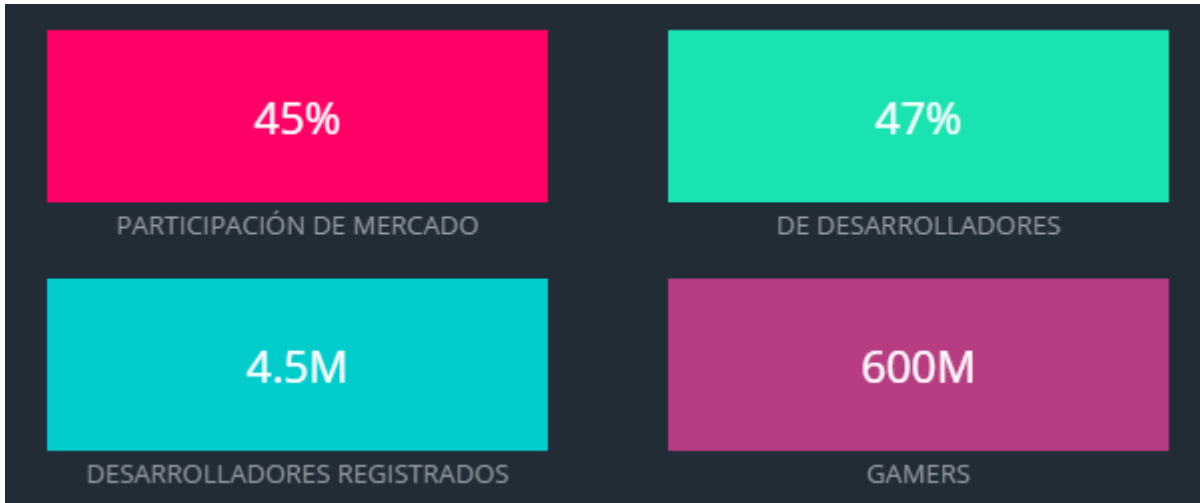 45%
47%
PARTICIPACIÓN DE MERCADO
DE DESARROLLADORES
4.5M
600M
DESARROLLADORES REGISTRADOS
GAMERS